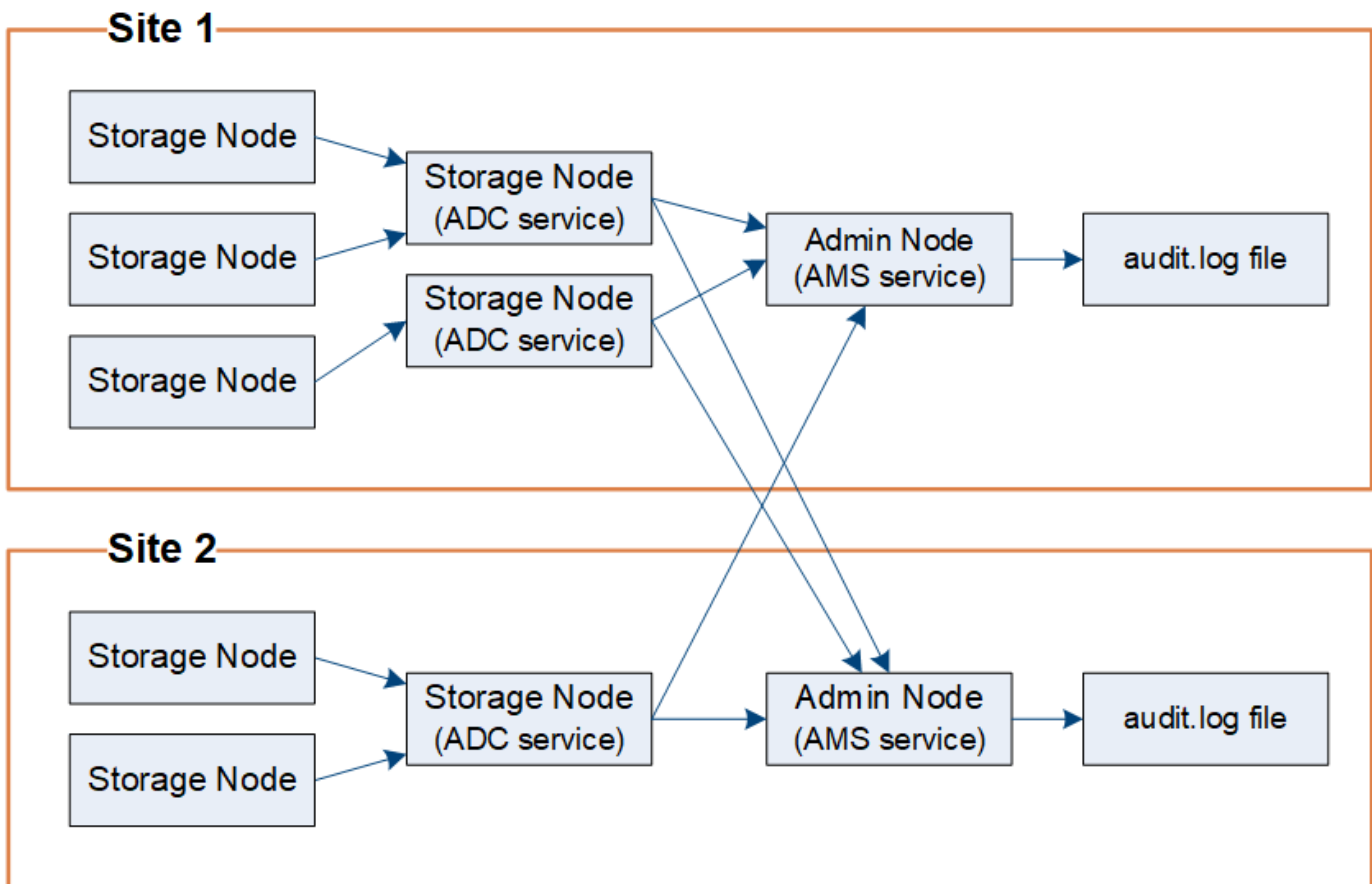 Site 1
Storage Node
Storage Node
Storage Node
Storage Node
(ADC service)
Storage Node
(ADC service)
Admin Node
(AMS service)
audit.log file
Site 2
Storage Node
Storage Node
Storage Node
(ADC service)
Admin Node
(AMS service)
audit.log file